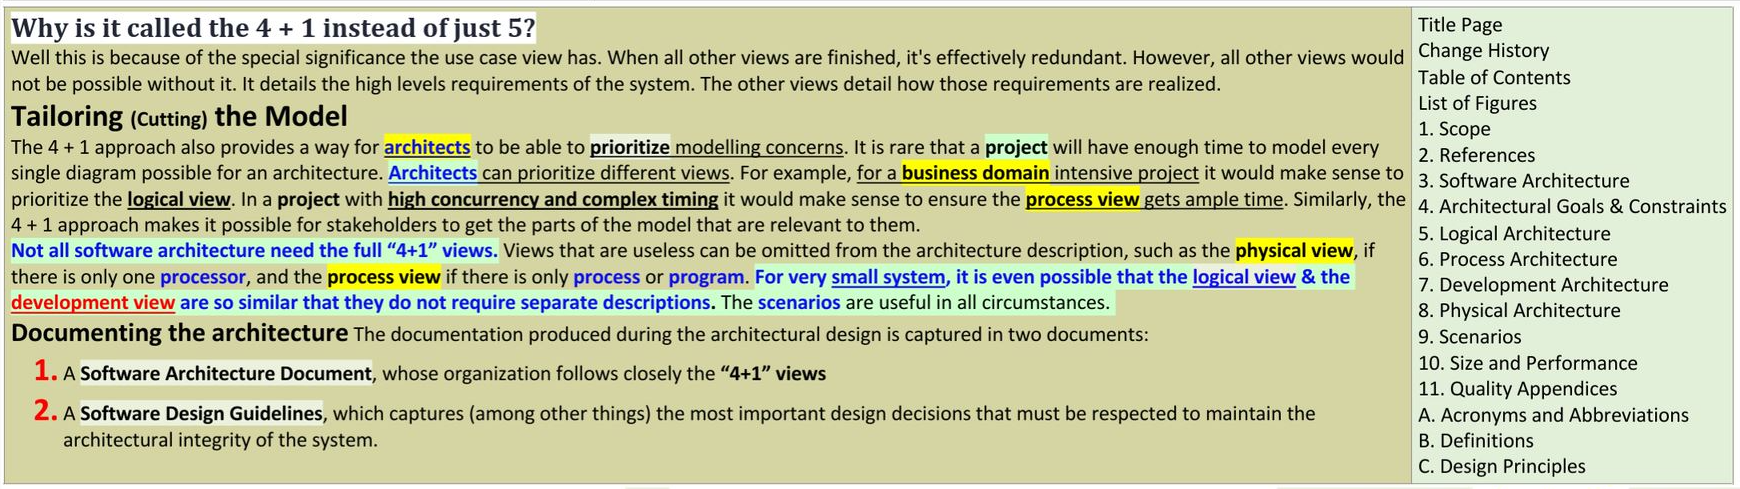 Why is it called the 4 + 1 instead of just 5?
Well this is because of the special significance the use case view has. When all other views are finished, it's effectively redundant. However, all other views would
not be possible without it. It details the high levels requirements of the system. The other views detail how those requirements are realized.
Tailoring (Cutting) the Model
The 4 + 1 approach also provides a way for architects to be able to prioritize modelling concerns. It is rare that a project will have enough time to model every
single diagram possible for an architecture. Architects can prioritize different views. For example, for a business domain intensive project it would make sense to
prioritize the logical view. In a project with high concurrency and complex timing it would make sense to ensure the process view gets ample time. Similarly, the
4 + 1 approach makes it possible for stakeholders to get the parts of the model that are relevant to them.
Not all software architecture need the full “4+1” views. Views that are useless can be omitted from the architecture description, such as the physical view, if
there is only one processor, and the process view if there is only process or program. For very small system, it is even possible that the logical view & the
development view are so similar that they do not require separate descriptions. The scenarios are useful in all circumstances.
Documenting the architecture The documentation produced during the architectural design is captured in two documents:
1. A Software Architecture Document, whose organization follows closely the “4+1” views
2. A Software Design Guidelines, which captures (among other things) the most important design decisions that must be respected to maintain the
architectural integrity of the system.
Title Page
Change History
Table of Contents
List of Figures
1. Scope
2. References
3. Software Architecture
4. Architectural Goals & Constraints
5. Logical Architecture
6. Process Architecture
7. Development Architecture
8. Physical Architecture
9. Scenarios
10. Size and Performance
11. Quality Appendices
A. Acronyms and Abbreviations
B. Definitions
C. Design Principles